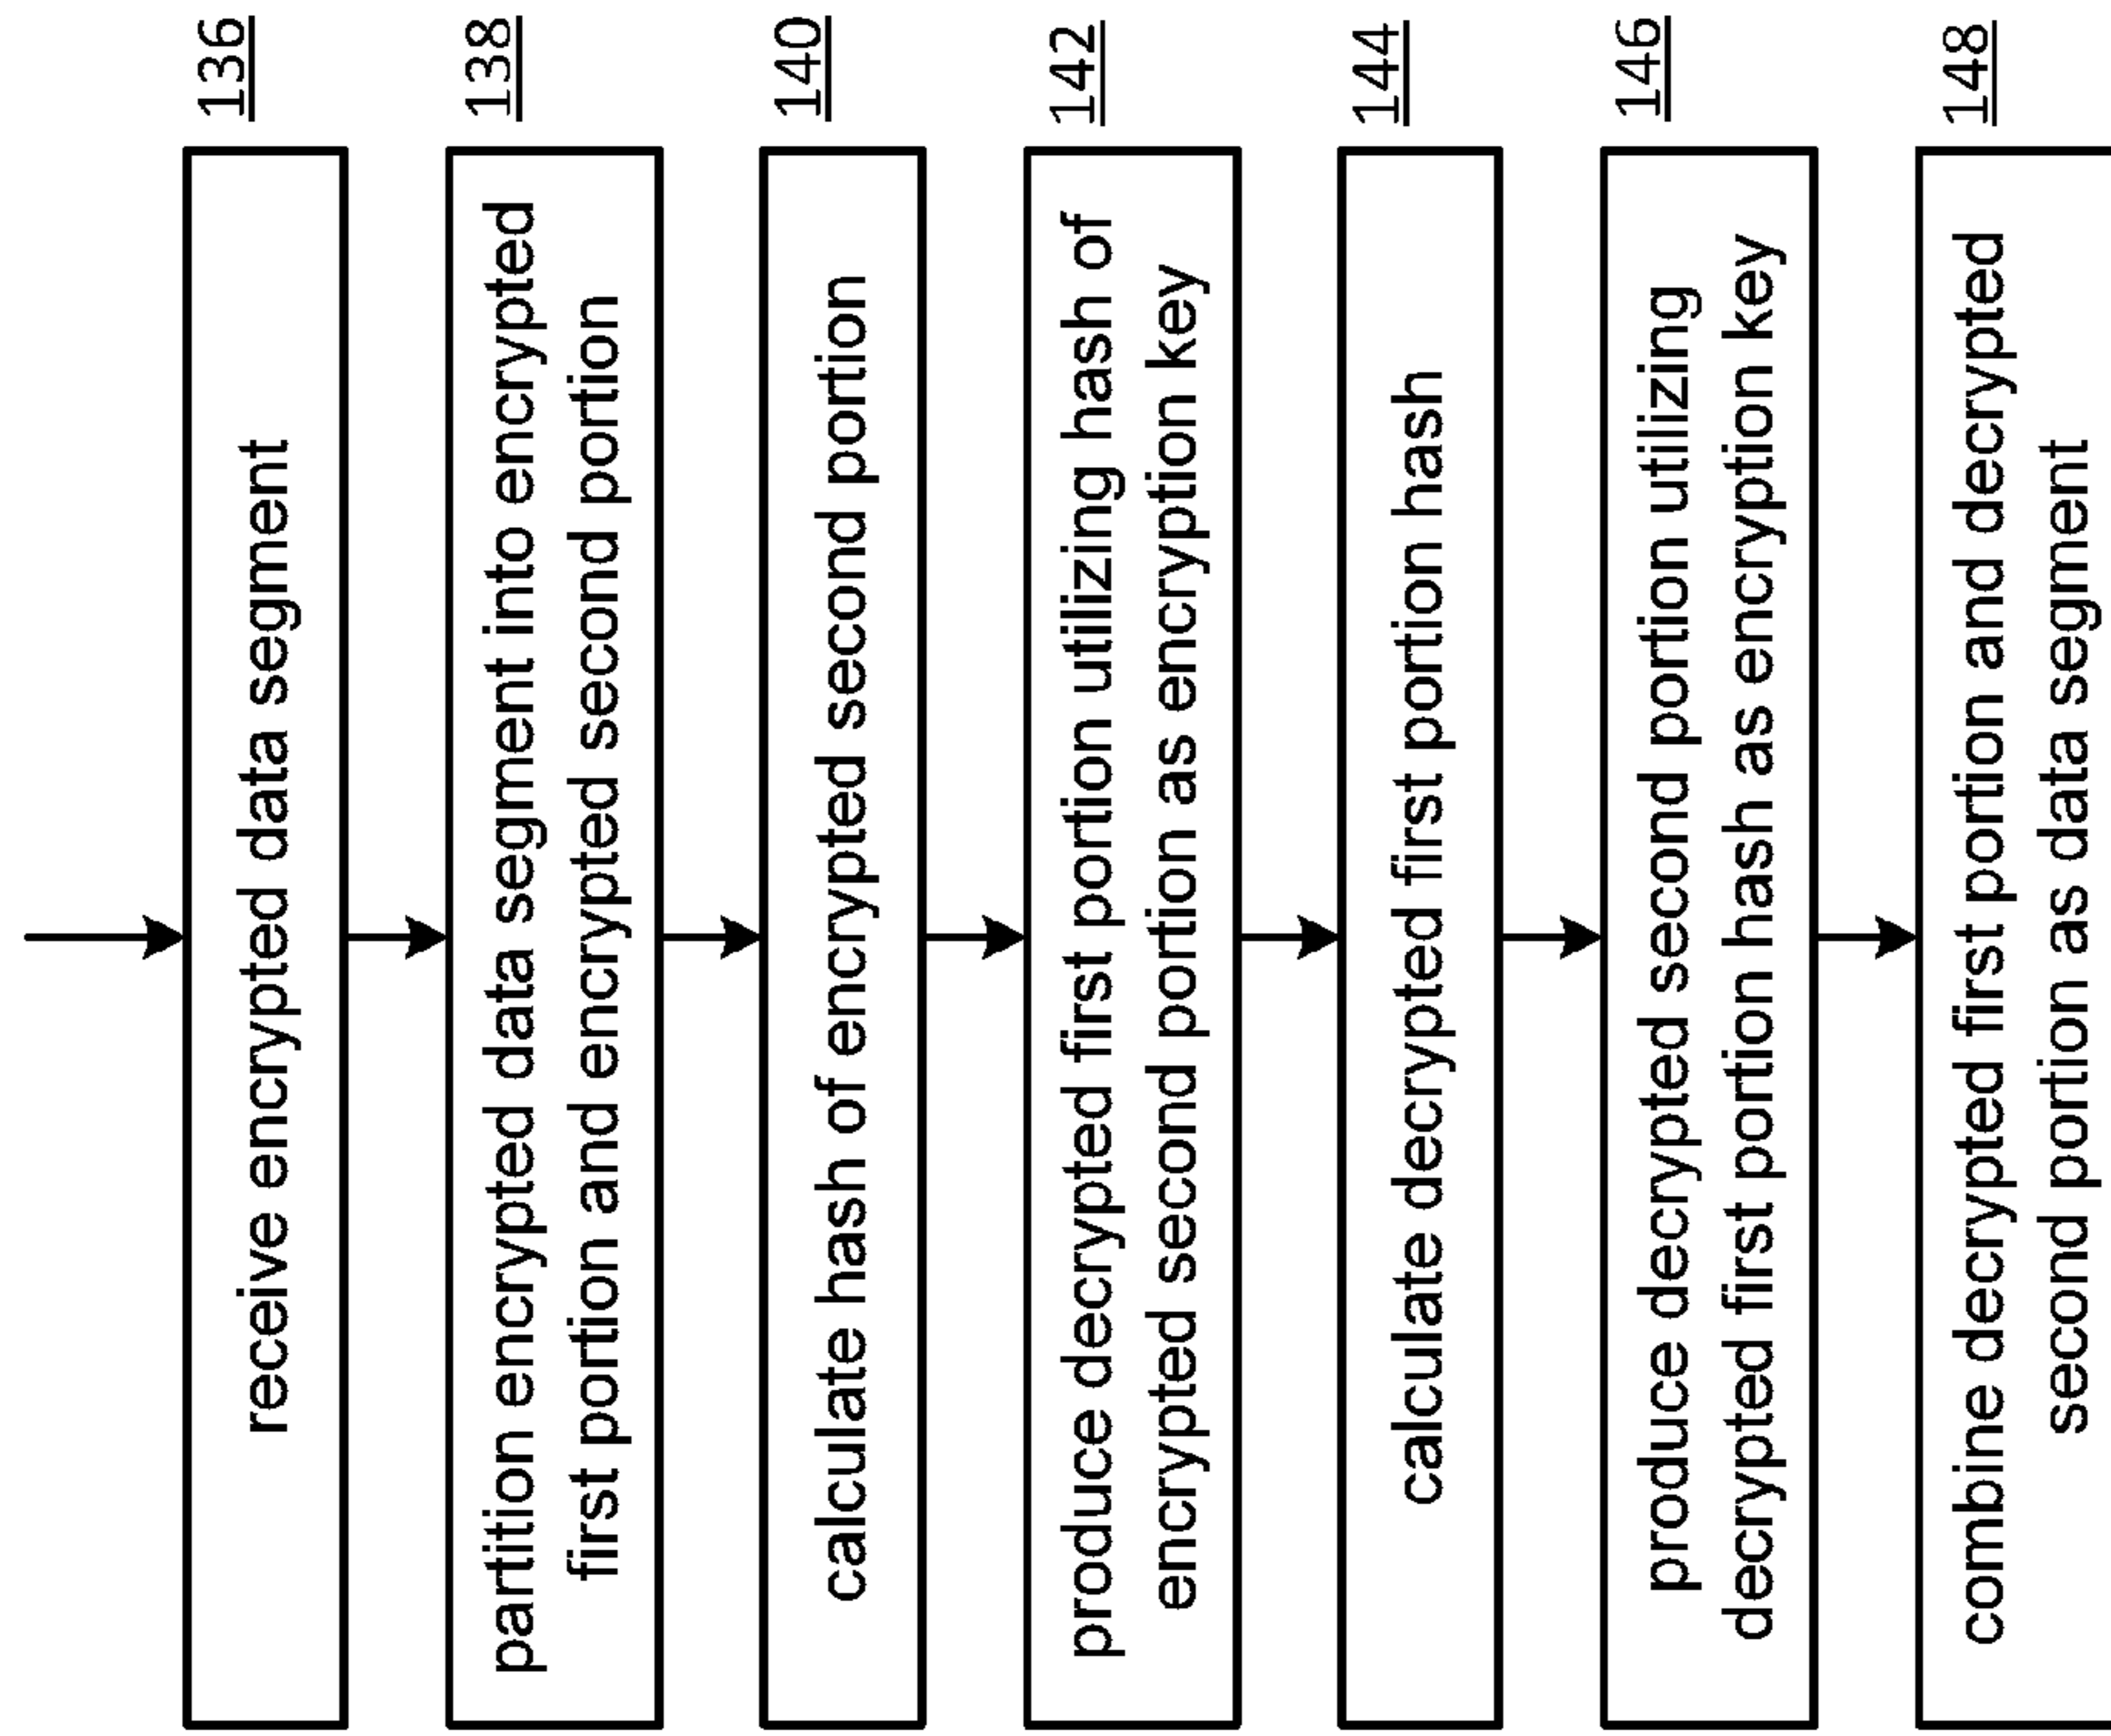 receive encrypted data segment
136
partition encrypted data segment into encrypted
first portion and encrypted second portion
138
calculate hash of encrypted second portion
140
produce decrypted first portion utilizing hash of
encrypted second portion as encryption key
142
calculate decrypted first portion hash
144
produce decrypted second portion utilizing
decrypted first portion hash as encryption key
146
combine decrypted first portion and decrypted
second portion as data segment
148